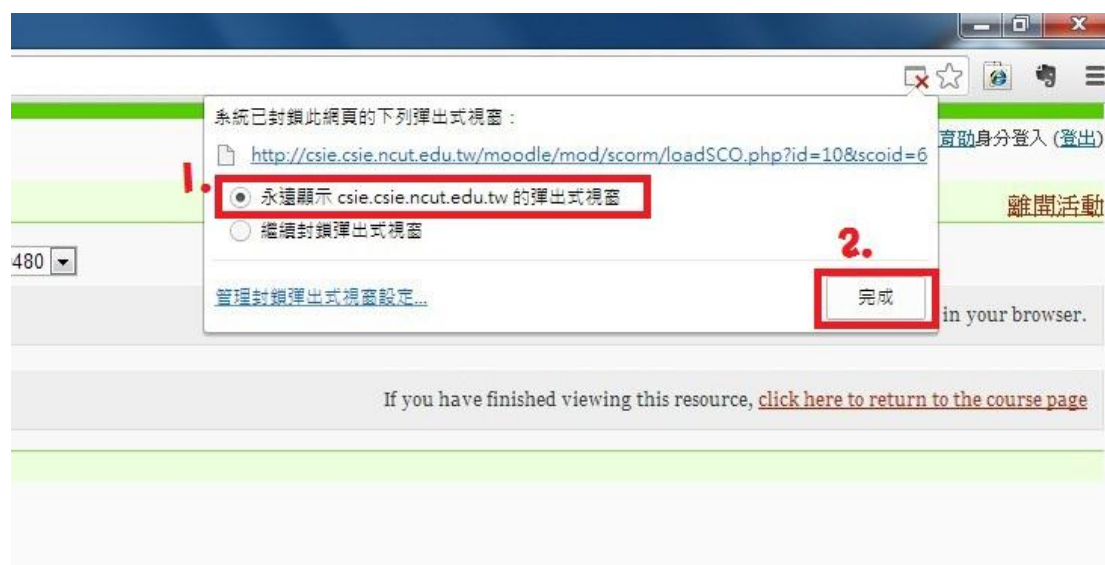 系統已封鎖此網頁的下列彈出式視窗：
http://csie.csie.ncut.edu.tw/moodle/mod/scorm/loadSCO.php?id=10&scoid=6
身分登入 (登出)
1.
永遠顯示 csie.csie.ncut.edu.tw 的彈出式視窗
離開活動
繼續封鎖彈出式視窗
2.
480
管理封鎖彈出式視窗設定...
完成
in your browser.
If you have finished viewing this resource, click here to return to the course page